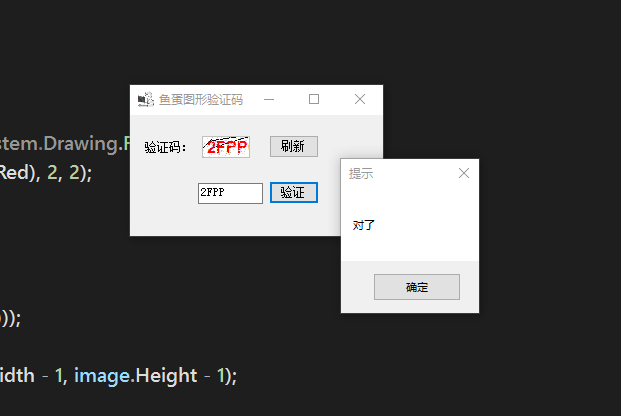 鱼蛋图形验证码
stem.Drawing.F
验证码：
2FPP
刷新
Red), 2, 2);
提示
2FPP
验证
对了
确定
));
idth - 1, image.Height - 1);